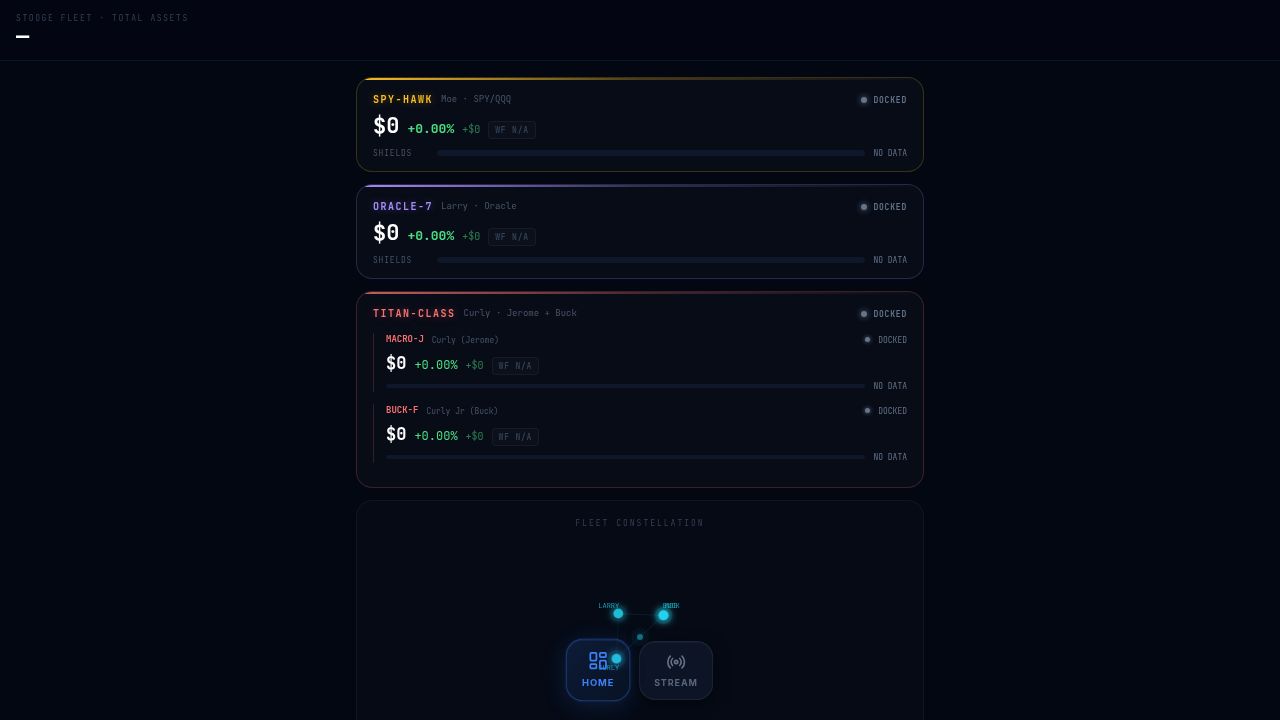 STOOGE FLEET · TOTAL ASSETS
—
SPY-HAWK Moe · SPY/QQQ DOCKED
$0 +0.00% +$0 WF N/A
SHIELDS NO DATA
ORACLE-7 Larry · Oracle DOCKED
$0 +0.00% +$0 WF N/A
SHIELDS NO DATA
TITAN-CLASS Curly · Jerome + Buck DOCKED
MACRO-J Curly (Jerome) DOCKED
$0 +0.00% +$0 WF N/A
NO DATA
BUCK-F Curly Jr (Buck) DOCKED
$0 +0.00% +$0 WF N/A
NO DATA
FLEET CONSTELLATION
LARRY
HOME STREAM